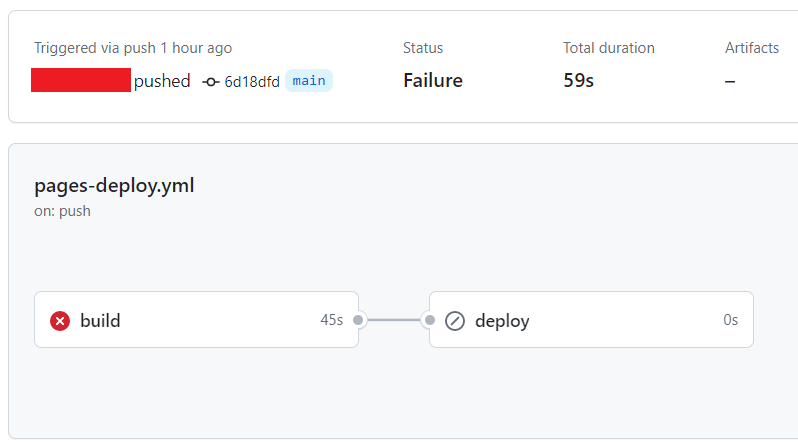 Triggered via push 1 hour ago
Status
Total duration
Artifacts
pushed 6d18dfd main
Failure
59s
–
pages-deploy.yml
on: push
build 45s
deploy 0s